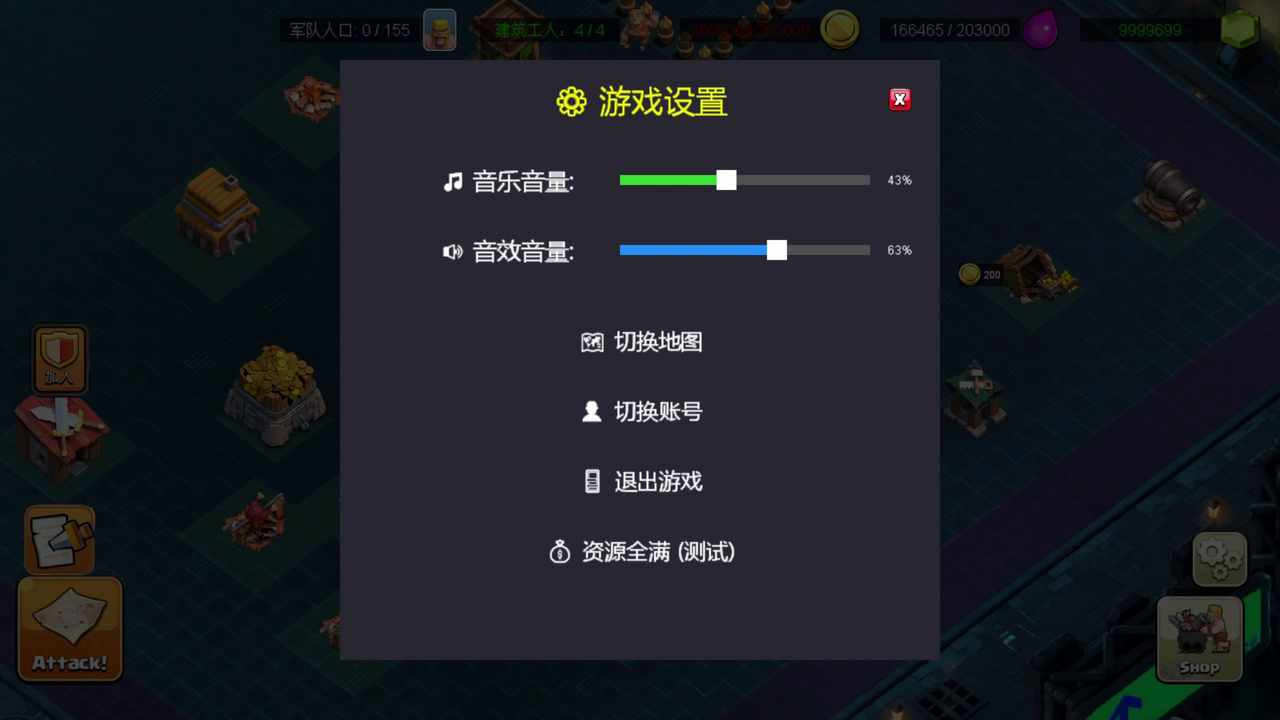 军队人口: 0 / 155
建筑工人: 4 / 4
166465 / 203000
9999699
游戏设置
音乐音量:
43%
音效音量:
63%
200
加入
切换地图
切换账号
退出游戏
资源全满 (测试)
Attack!
SHOP